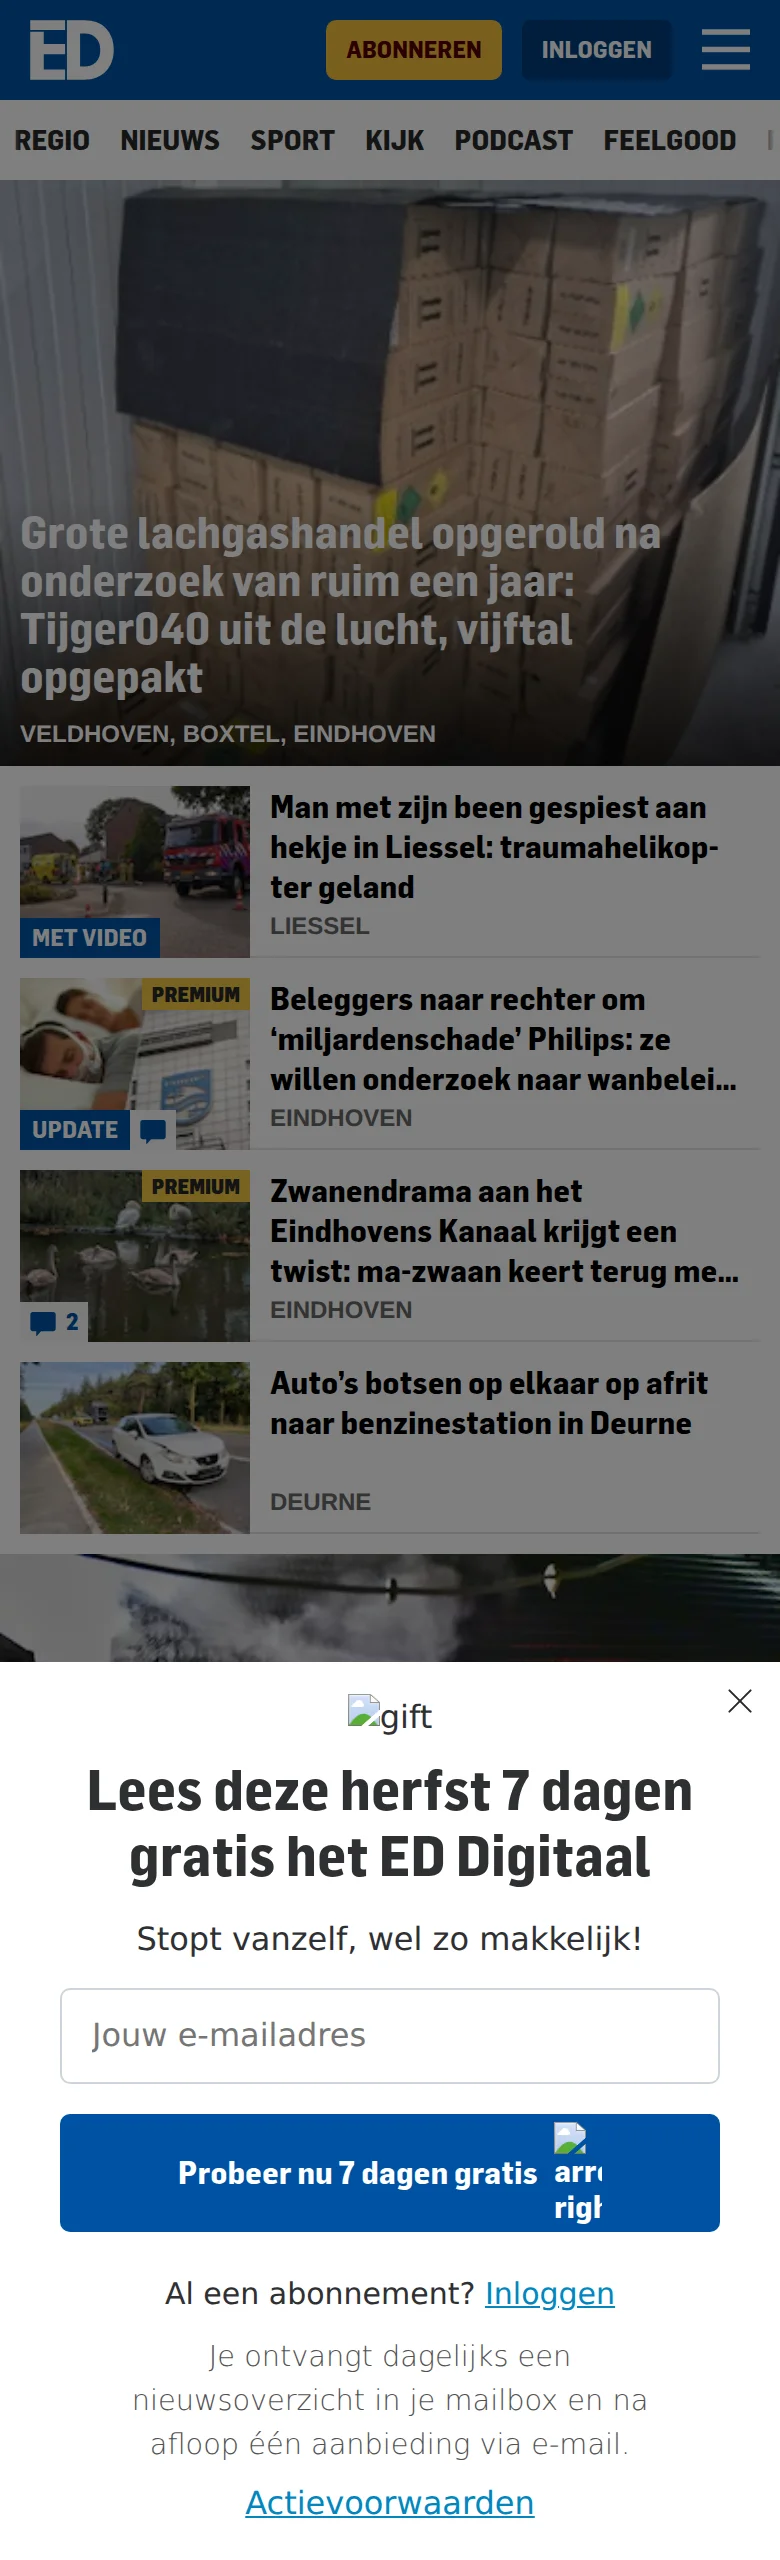 ED
ABONNEREN
INLOGGEN
REGIO NIEUWS SPORT KIJK PODCAST FEELGOOD
Grote lachgashandel opgerold na
onderzoek van ruim een jaar:
Tijger040 uit de lucht, vijftal
opgepakt
VELDHOVEN, BOXTEL, EINDHOVEN
MET VIDEO
Man met zijn been gespiest aan
hekje in Liessel: traumahelikop-
ter geland
LIESSEL
PREMIUM
UPDATE
Beleggers naar rechter om
‘miljardenschade’ Philips: ze
willen onderzoek naar wanbelei...
EINDHOVEN
PREMIUM
2
Zwanendrama aan het
Eindhovens Kanaal krijgt een
twist: ma-zwaan keert terug me...
EINDHOVEN
Auto’s botsen op elkaar op afrit
naar benzinestation in Deurne
DEURNE
gift
Lees deze herfst 7 dagen
gratis het ED Digitaal
Stopt vanzelf, wel zo makkelijk!
Jouw e-mailadres
Probeer nu 7 dagen gratis
Al een abonnement? Inloggen
Je ontvangt dagelijks een
nieuwsoverzicht in je mailbox en na
afloop één aanbieding via e-mail.
Actievoorwaarden